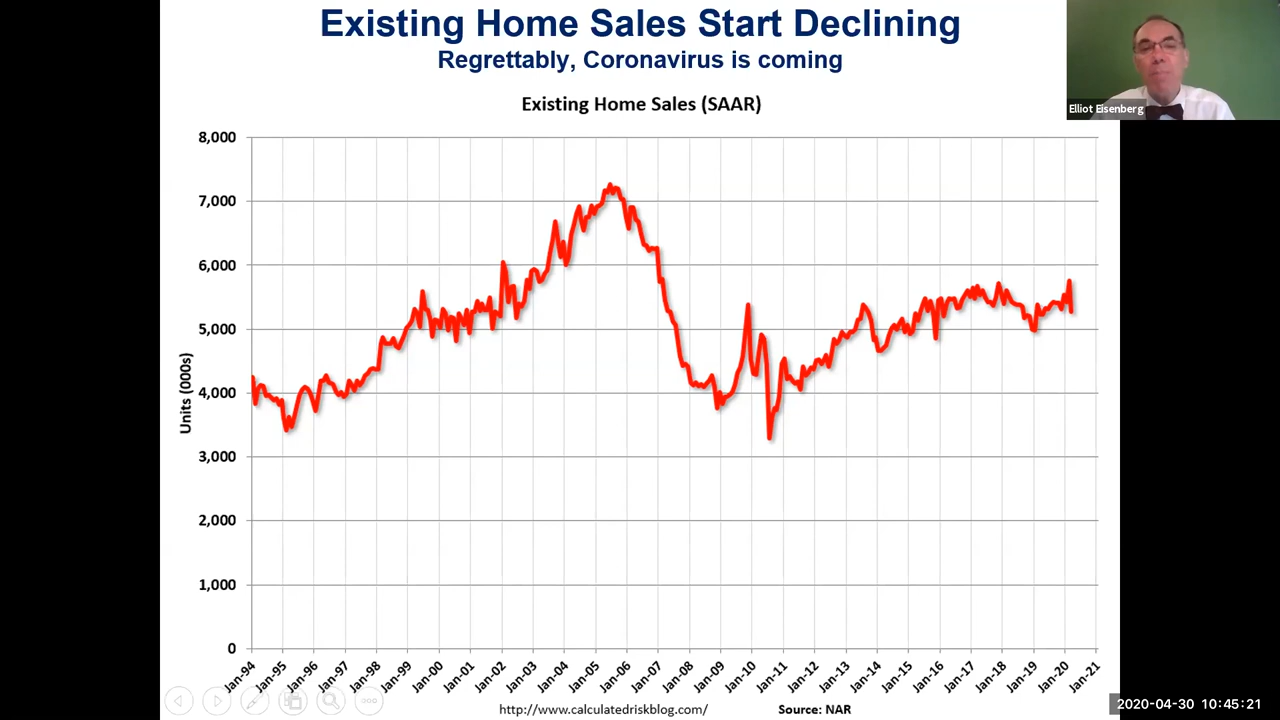 Existing Home Sales Start Declining
Regrettably, Coronavirus is coming
Elliot Eisenberg
Existing Home Sales (SAAR)
8,000
7,000
6,000
5,000
4,000
3,000
2,000
1,000
0
Units (000s)
Jan-94
Jan-95
Jan-96
Jan-97
Jan-98
Jan-99
Jan-00
Jan-01
Jan-02
Jan-03
Jan-04
Jan-05
Jan-06
Jan-07
Jan-08
Jan-09
Jan-10
Jan-11
Jan-12
Jan-13
Jan-14
Jan-15
Jan-16
Jan-17
Jan-18
Jan-19
Jan-20
Jan-21
http://www.calculatedriskblog.com/
Source: NAR
2020-04-30 10:45:21